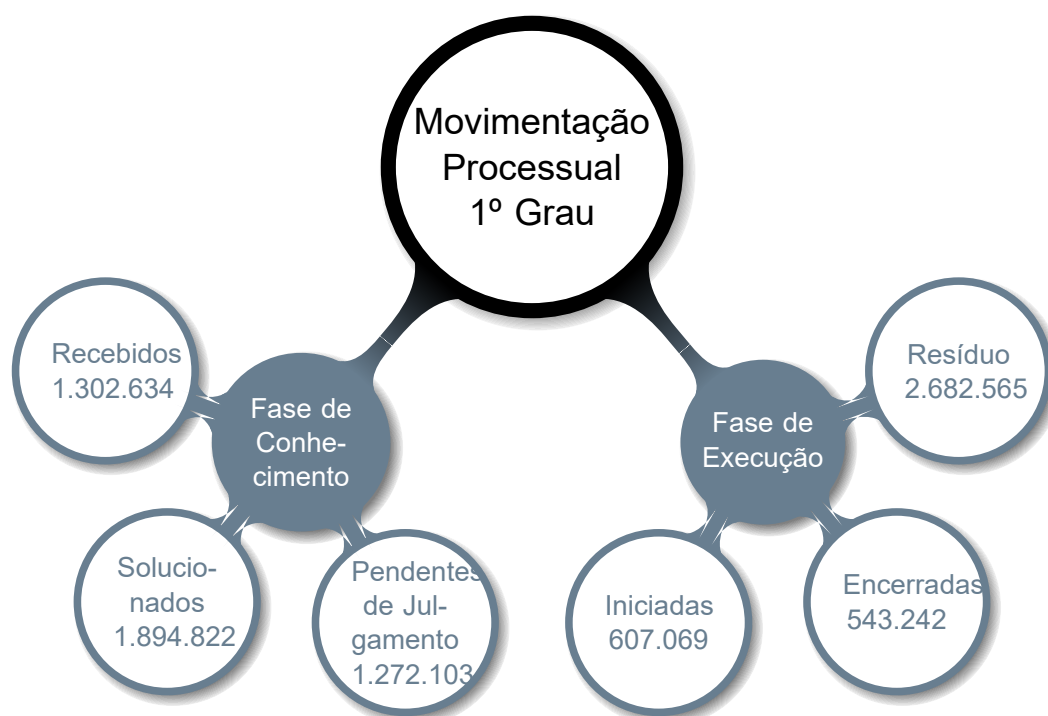 Movimentação
Processual
1º Grau
Recebidos
1.302.634
Fase de
Conhe-
cimento
Solucio-
nados
1.894.822
Pendentes
de Jul-
gamento
1.272.103
Fase de
Execução
Resíduo
2.682.565
Iniciadas
607.069
Encerradas
543.242